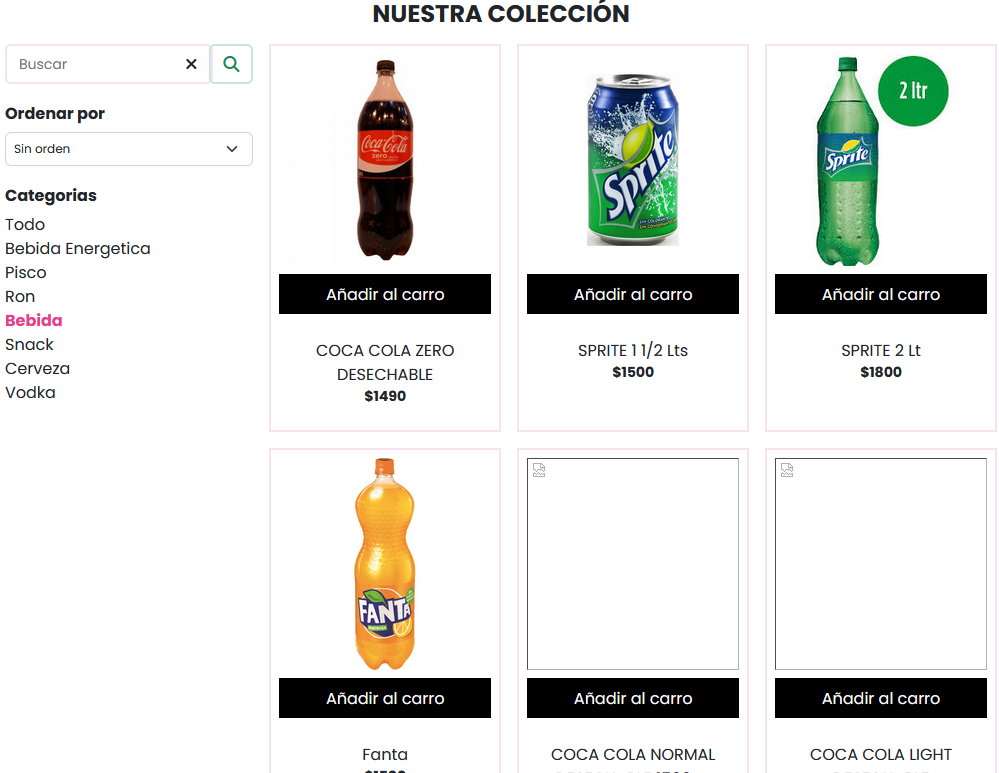 NUESTRA COLECCIÓN
Buscar
Ordenar por
Sin orden
Categorias
Todo
Bebida Energetica
Pisco
Ron
Bebida
Snack
Cerveza
Vodka
Coca-Cola
zero
Añadir al carro
COCA COLA ZERO
DESECHABLE
$1490
Sprite
SIN COLORANTES
Añadir al carro
SPRITE 1 1/2 Lts
$1500
2 ltr
Sprite
Añadir al carro
SPRITE 2 Lt
$1800
FANTA
Añadir al carro
Fanta
Añadir al carro
COCA COLA NORMAL
Añadir al carro
COCA COLA LIGHT